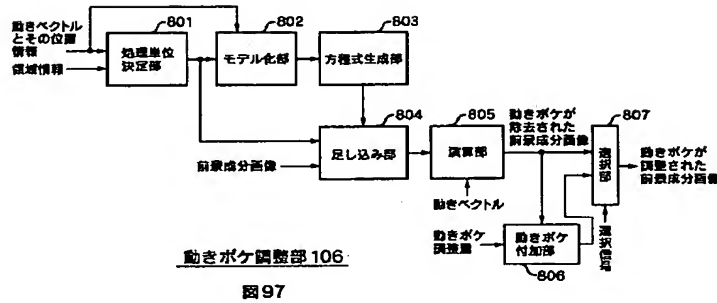 動きベクトル
とその位置
情報
領域情報
801
処理単位
決定部
802
モデル化部
803
方程式生成部
804
足し込み部
前景成分画像
805
演算部
動きベクトル
動きボケが
除去された
前景成分画像
動きボケ
調整量
動きボケ
付加部
806
807
選択部
選択信号
動きボケが
調整された
前景成分画像
動きボケ調整部 106
図97